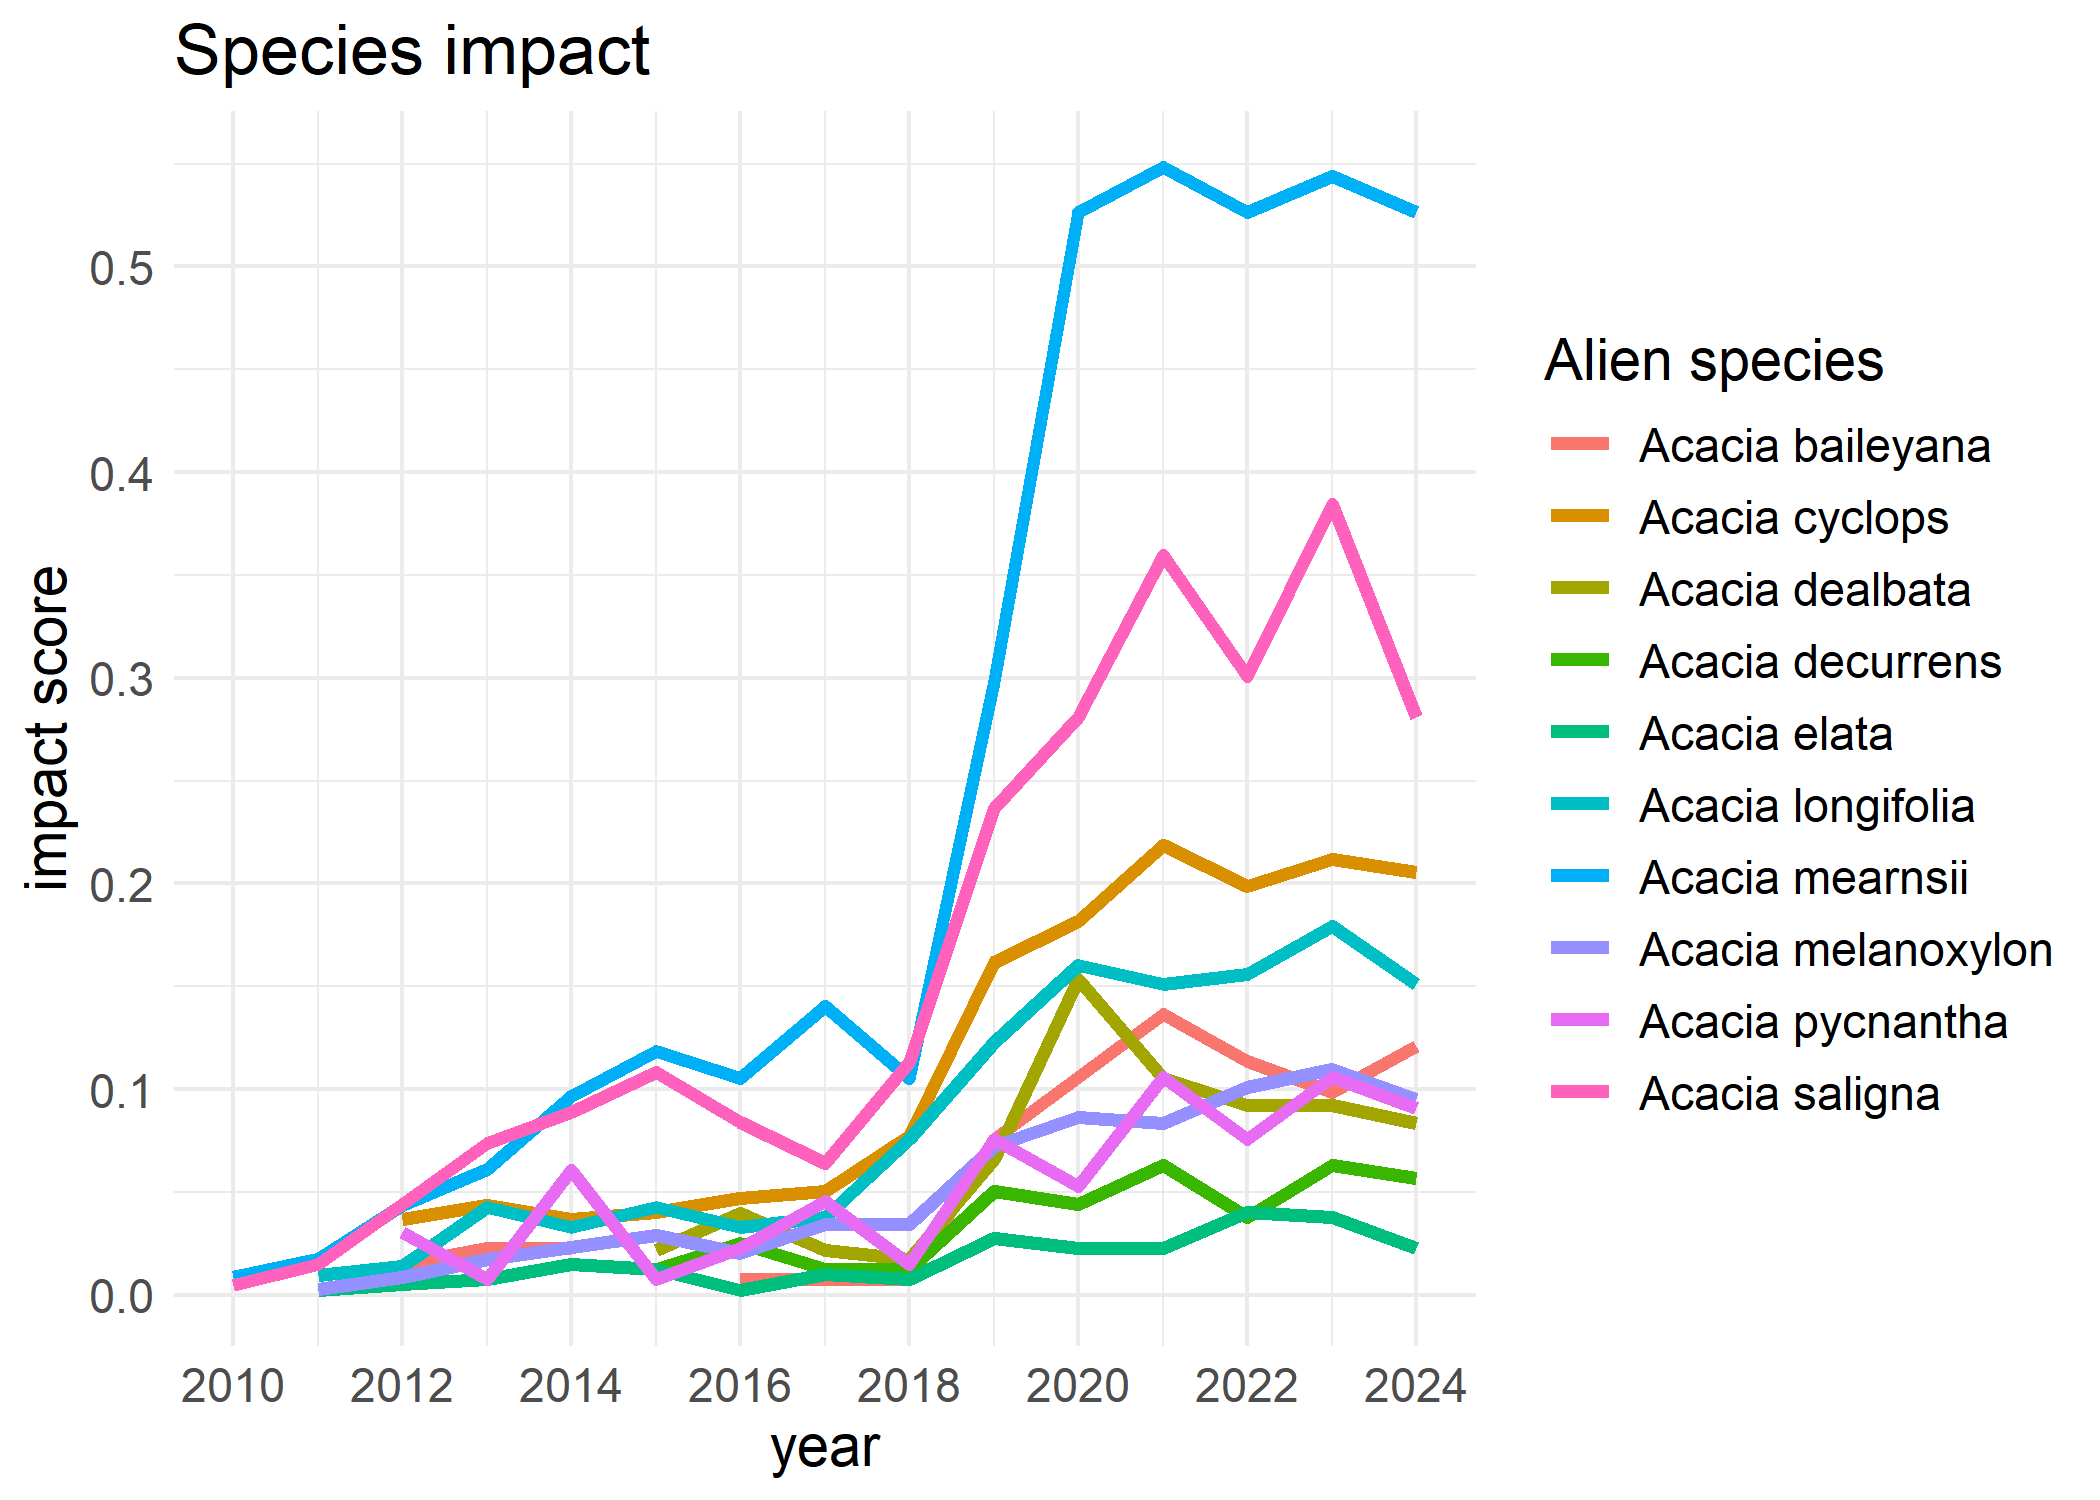 Species impact
impact score
0.5
0.4
0.3
0.2
0.1
0.0
2010 2012 2014 2016 2018 2020 2022 2024
year
Alien species
Acacia baileyana
Acacia cyclops
Acacia dealbata
Acacia decurrens
Acacia elata
Acacia longifolia
Acacia mearnsii
Acacia melanoxylon
Acacia pycnantha
Acacia saligna